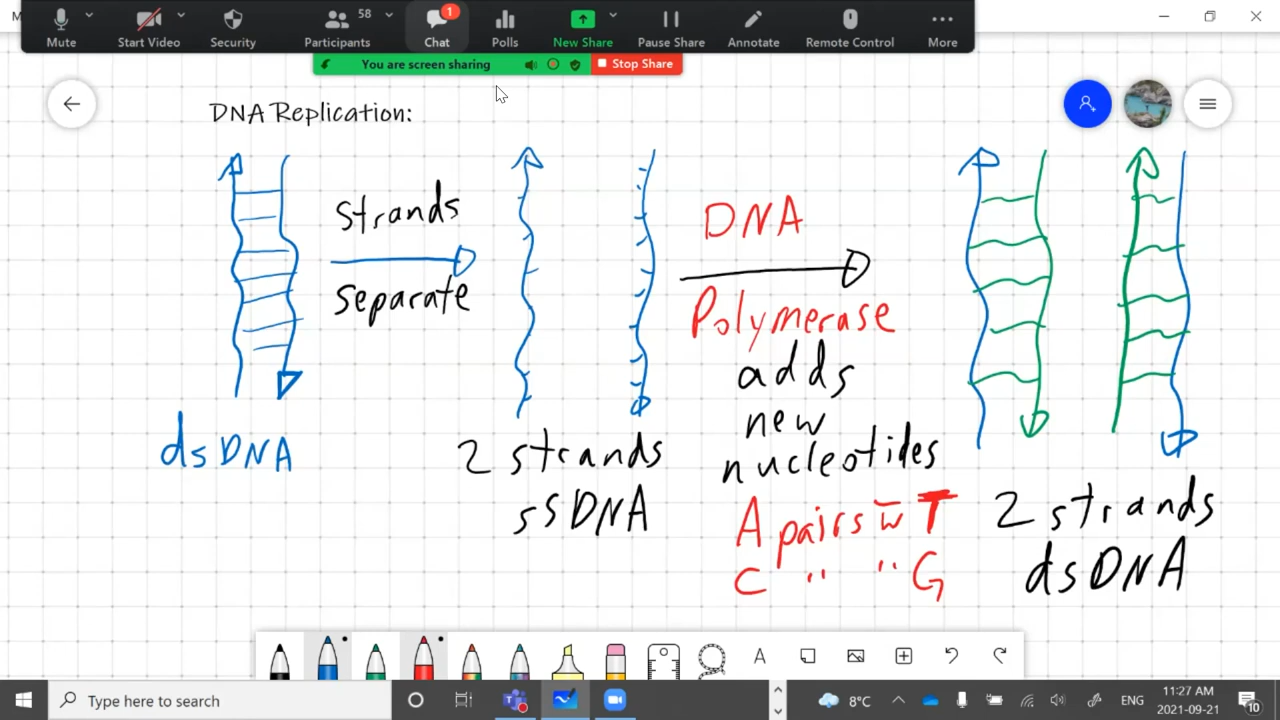 M
58
1
Mute
Start Video
Security
Participants
Chat
Polls
New Share
Pause Share
Annotate
Remote Control
More
You are screen sharing
Stop Share
DNA Replication:
strands
separate
DNA
Polymerase
adds
new
nucleotides
A pairs w T
C " " G
dsDNA
2 strands
ssDNA
2 strands
dsDNA
A
Type here to search
8°C
ENG
11:27 AM
2021-09-21
10